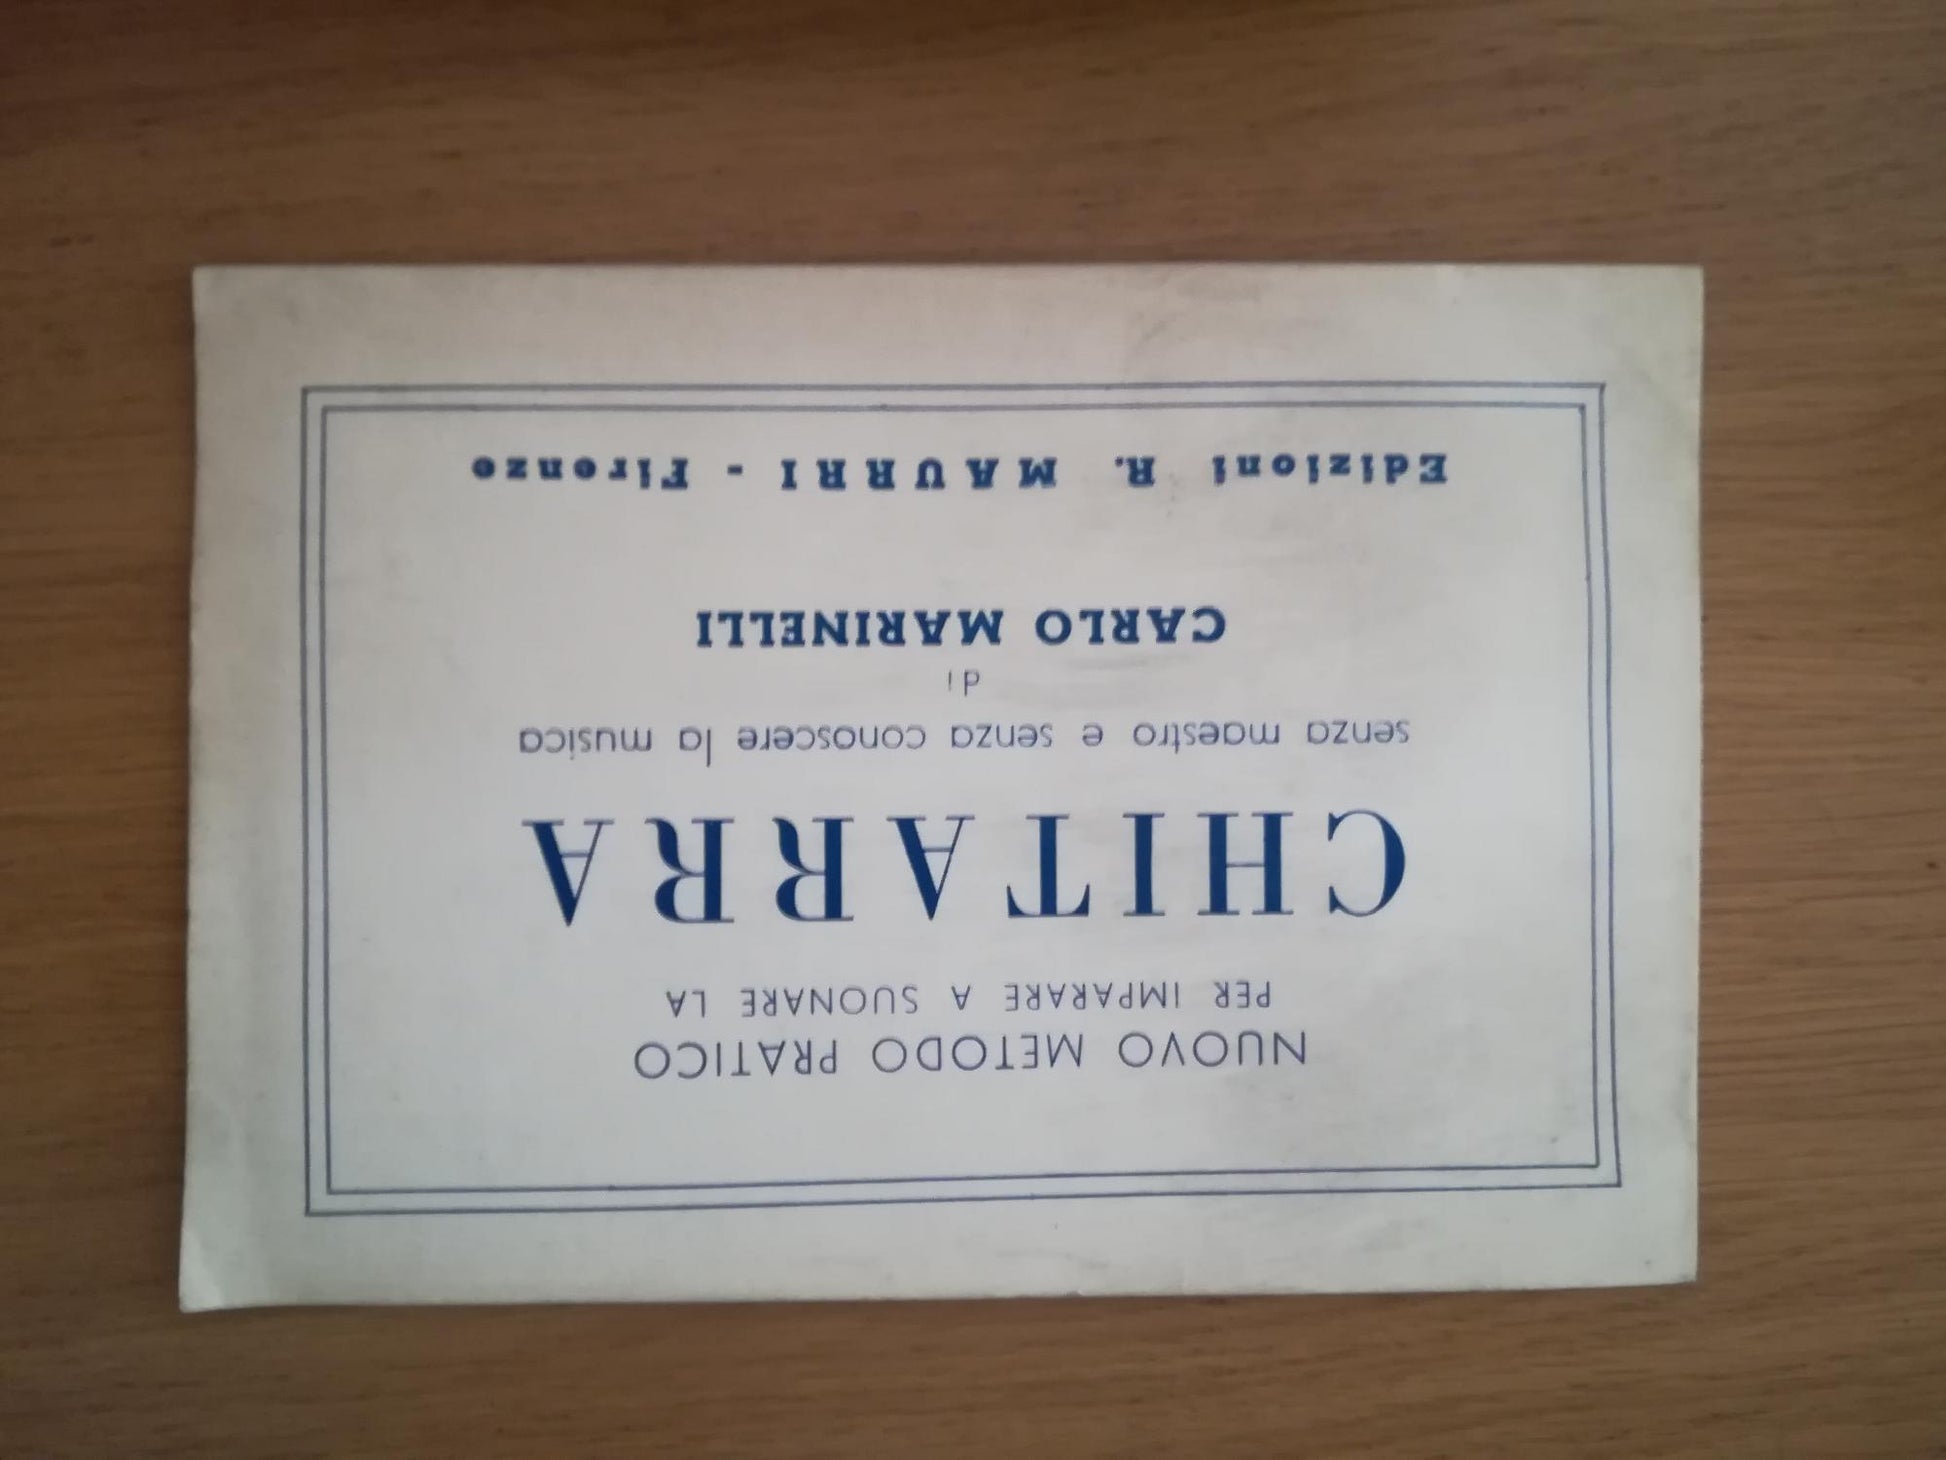 NUOVO METODO PRATICO
PER IMPARARE A SUONARE LA
CHITARRA
senza maestro e senza conoscere la musica
di
CARLO MARINELLI
Edizioni R. MAURRI - Firenze